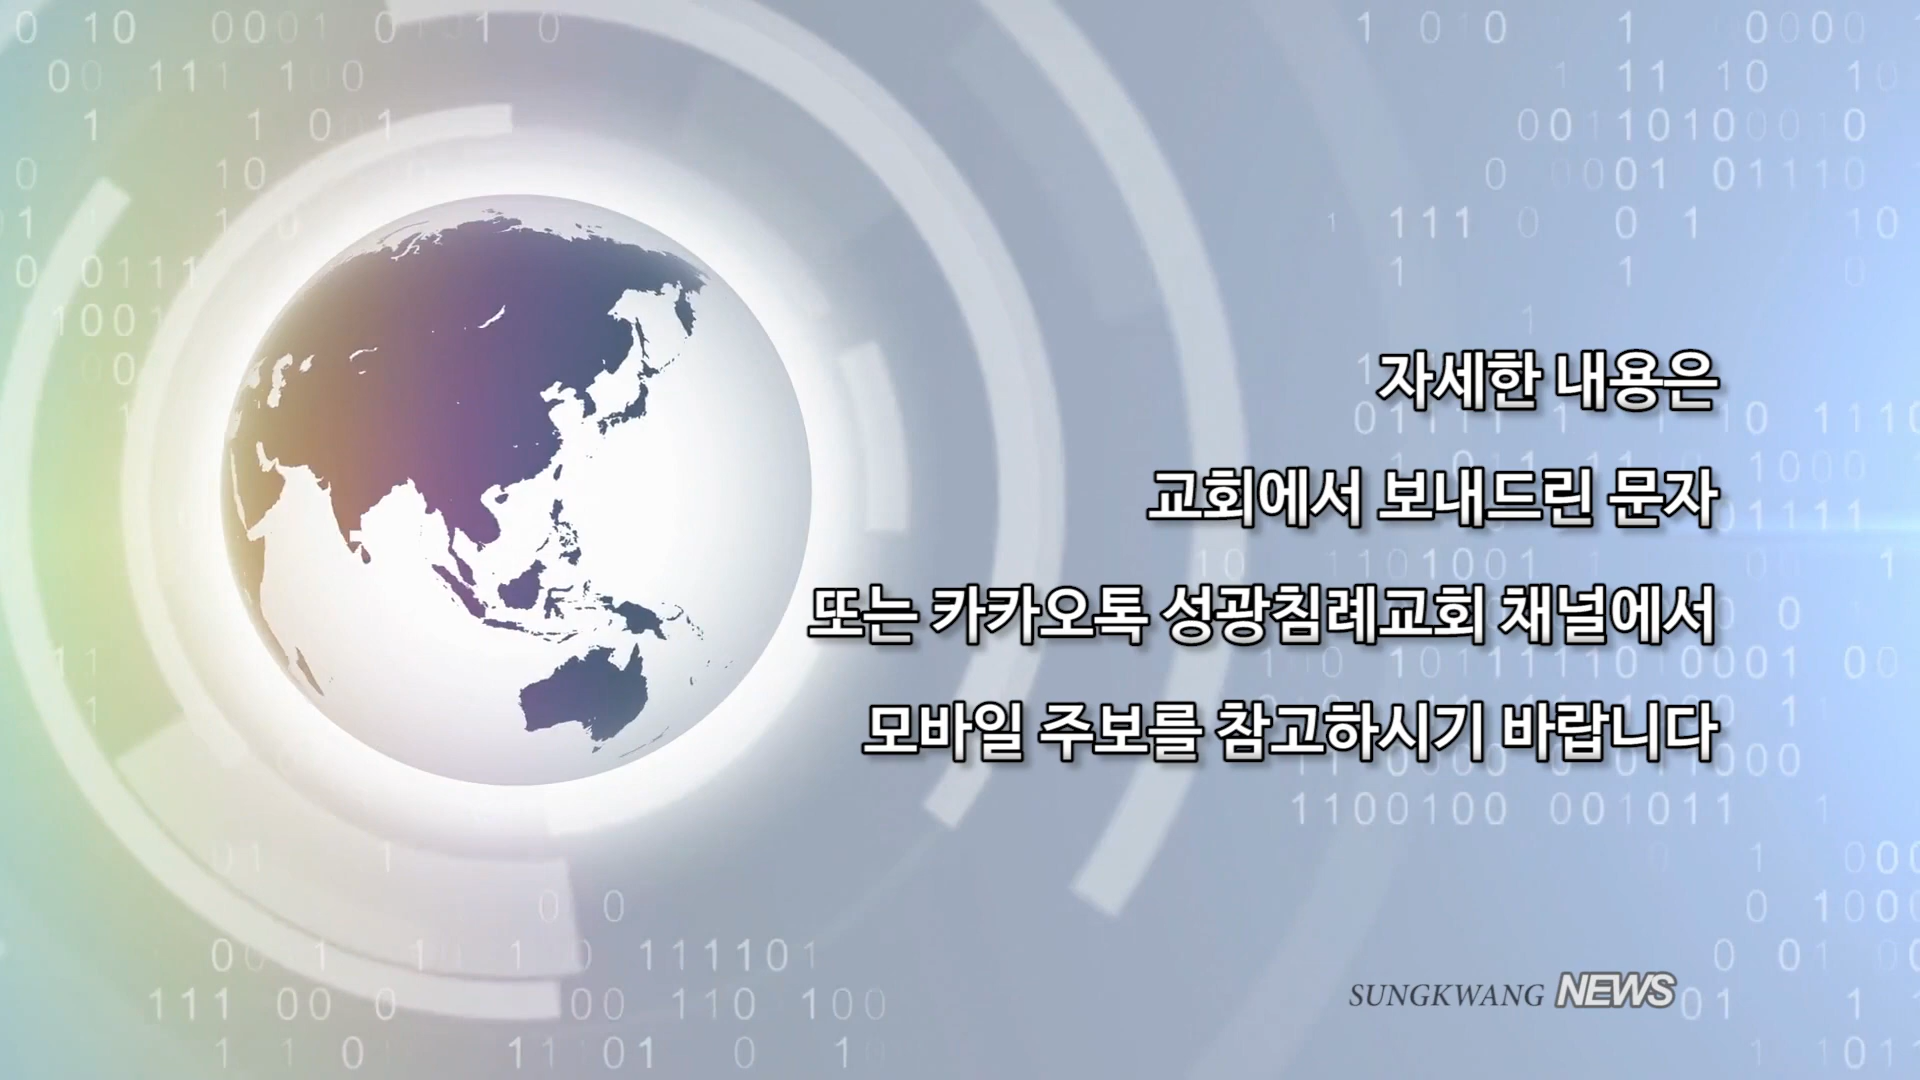 자세한 내용은
교회에서 보내드린 문자
또는 카카오톡 성광침례교회 채널에서
모바일 주보를 참고하시기 바랍니다
SUNGKWANG NEWS